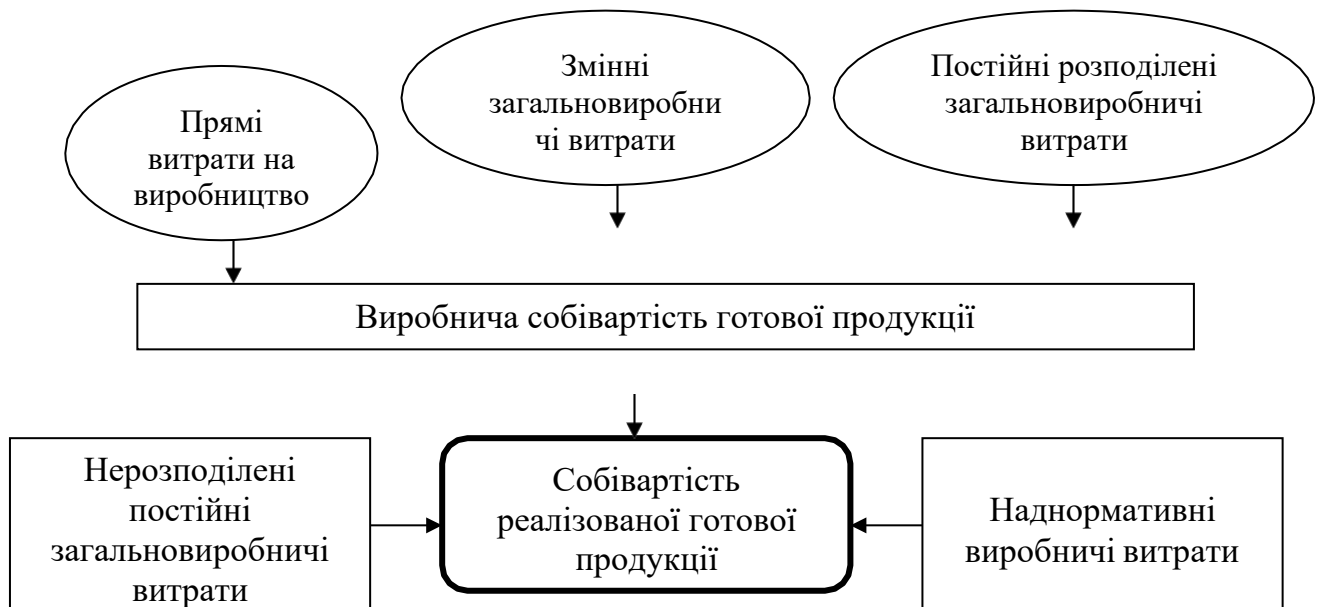 Прямі
витрати на
виробництво
Змінні
загальновиробни
чі витрати
Постійні розподілені
загальновиробничі
витрати
Виробнича собівартість готової продукції
Нерозподілені
постійні
загальновиробничі
витрати
Собівартість
реалізованої готової
продукції
Наднормативні
виробничі витрати